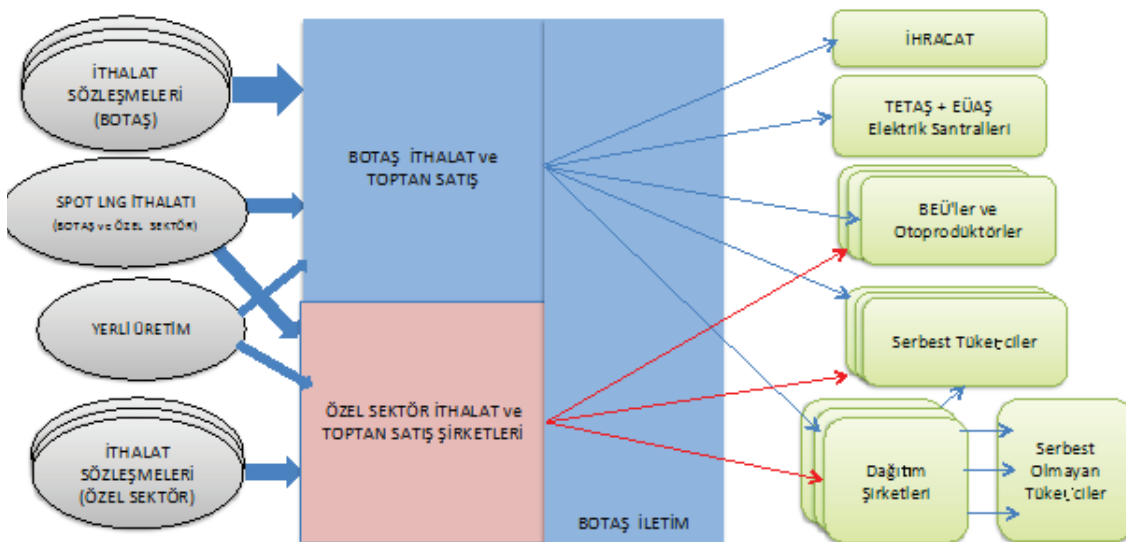 İTHALAT
SÖZLEŞMELERİ
(BOTAŞ)
SPOT LNG İTHALATI
(BOTAŞ ve ÖZEL SEKTÖR)
YERLİ ÜRETİM
İTHALAT
SÖZLEŞMELERİ
(ÖZEL SEKTÖR)
BOTAŞ İTHALAT ve
TOPTAN SATIŞ
ÖZEL SEKTÖR İTHALAT ve
TOPTAN SATIŞ ŞİRKETLERİ
BOTAŞ İLETİM
İHRACAT
TETAŞ + EÜAŞ
Elektrik Santralleri
BEÜ'ler ve
Otoprodüktörler
Serbest Tüketiciler
Dağıtım
Şirketleri
Serbest
Olmayan
Tüketiciler